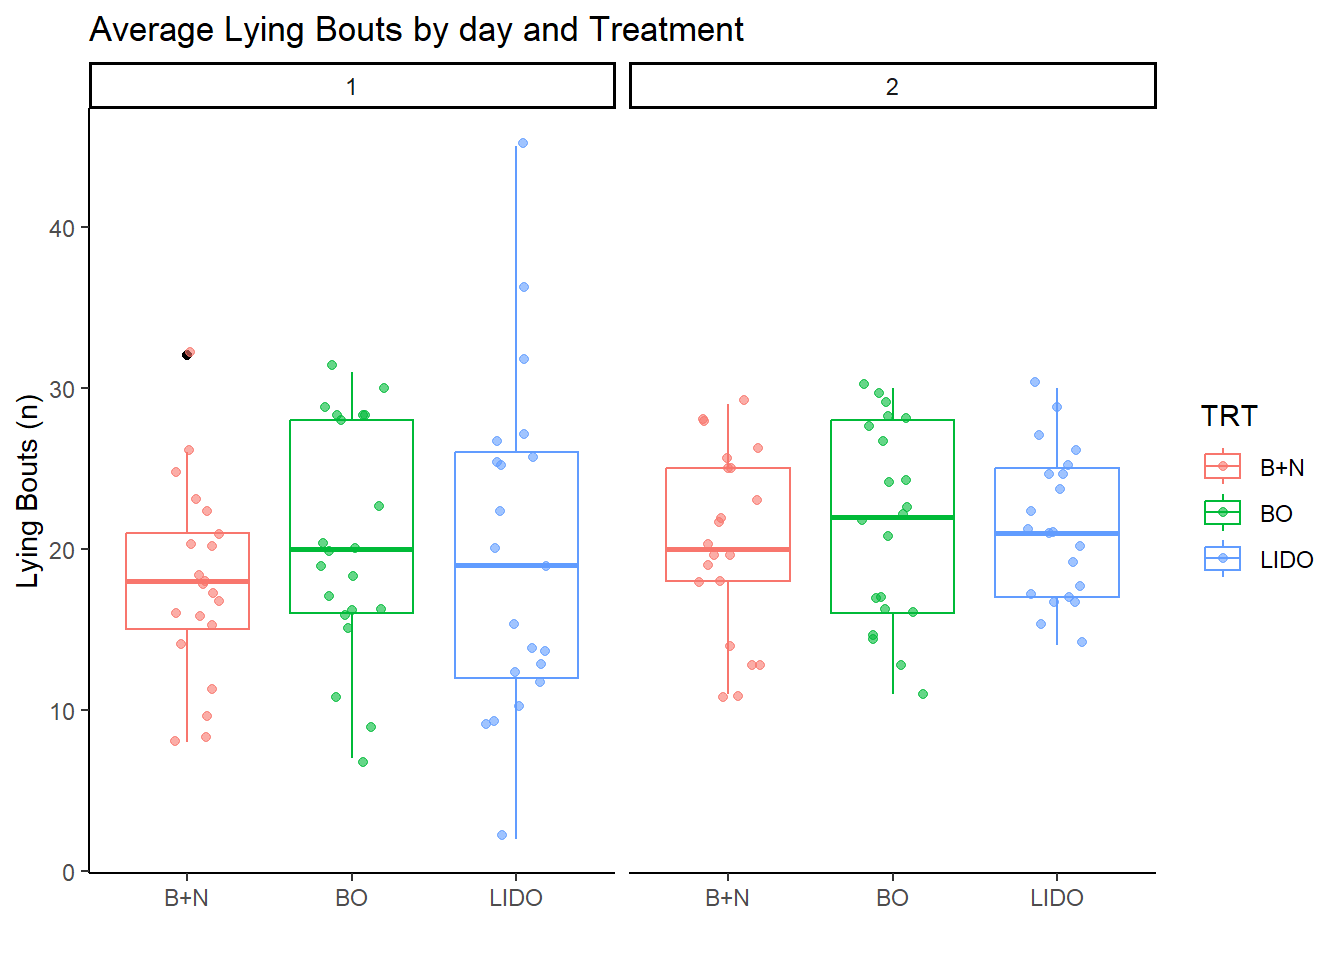 Average Lying Bouts by day and Treatment
1
2
Lying Bouts (n)
40
30
20
10
0
B+N
BO
LIDO
B+N
BO
LIDO
TRT
B+N
BO
LIDO